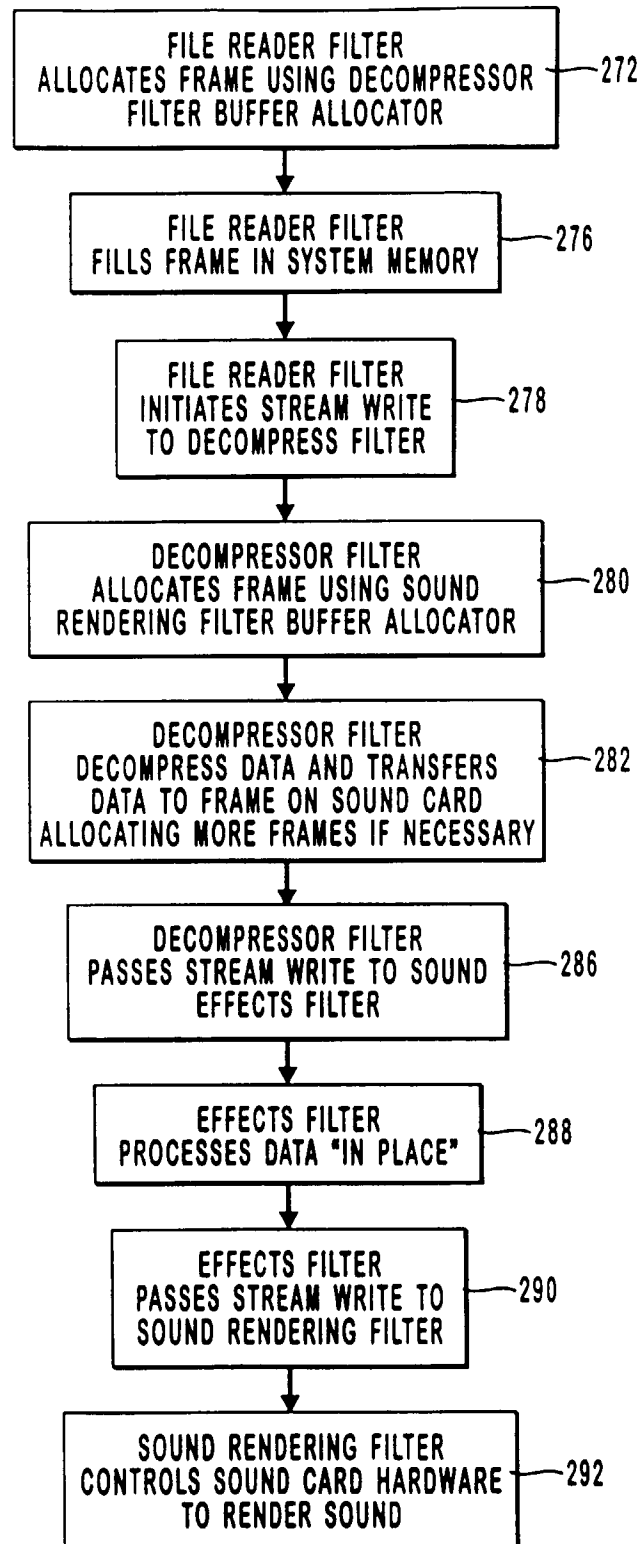 FILE READER FILTER
ALLOCATES FRAME USING DECOMPRESSOR
FILTER BUFFER ALLOCATOR
272
FILE READER FILTER
FILLS FRAME IN SYSTEM MEMORY
276
FILE READER FILTER
INITIATES STREAM WRITE
TO DECOMPRESS FILTER
278
DECOMPRESSOR FILTER
ALLOCATES FRAME USING SOUND
RENDERING FILTER BUFFER ALLOCATOR
280
DECOMPRESSOR FILTER
DECOMPRESS DATA AND TRANSFERS
DATA TO FRAME ON SOUND CARD
ALLOCATING MORE FRAMES IF NECESSARY
282
DECOMPRESSOR FILTER
PASSES STREAM WRITE TO SOUND
EFFECTS FILTER
286
EFFECTS FILTER
PROCESSES DATA "IN PLACE"
288
EFFECTS FILTER
PASSES STREAM WRITE TO
SOUND RENDERING FILTER
290
SOUND RENDERING FILTER
CONTROLS SOUND CARD HARDWARE
TO RENDER SOUND
292